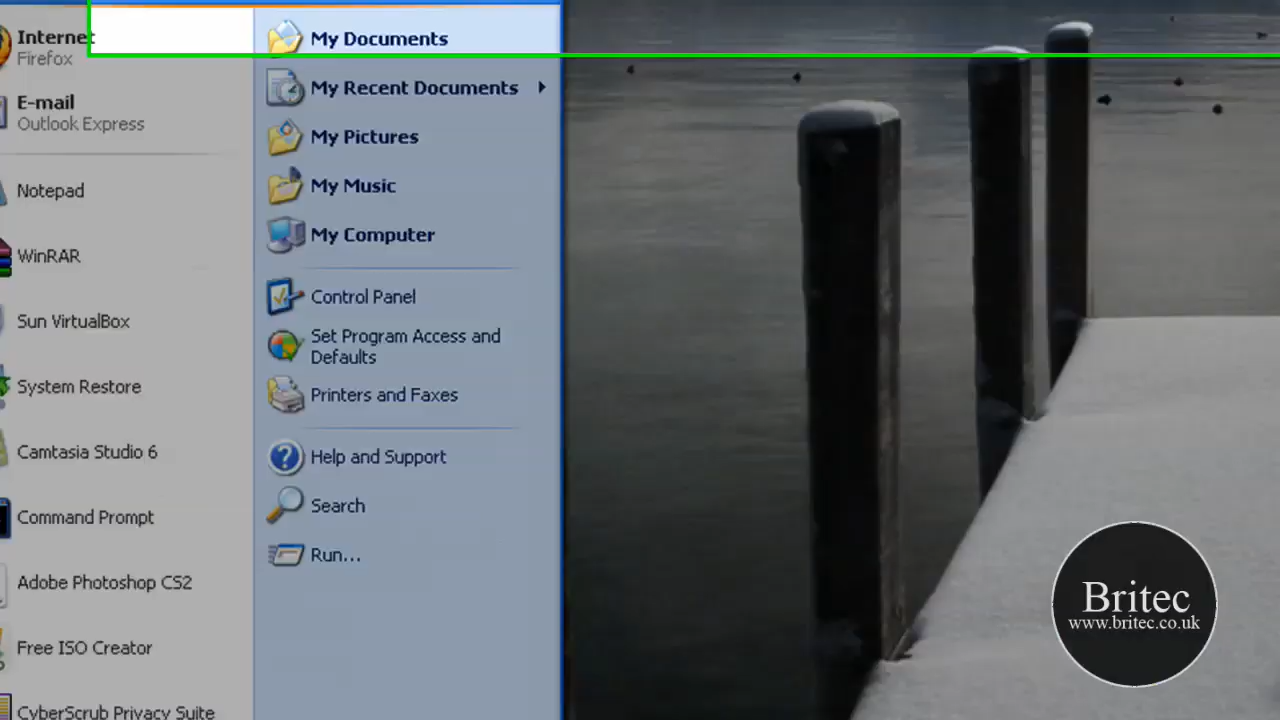 Internet
Firefox
E-mail
Outlook Express
Notepad
WinRAR
Sun VirtualBox
System Restore
Camtasia Studio 6
Command Prompt
Adobe Photoshop CS2
Free ISO Creator
CyberScrub Privacy Suite
My Documents
My Recent Documents
My Pictures
My Music
My Computer
Control Panel
Set Program Access and
Defaults
Printers and Faxes
Help and Support
Search
Run...
Britec
www.britec.co.uk